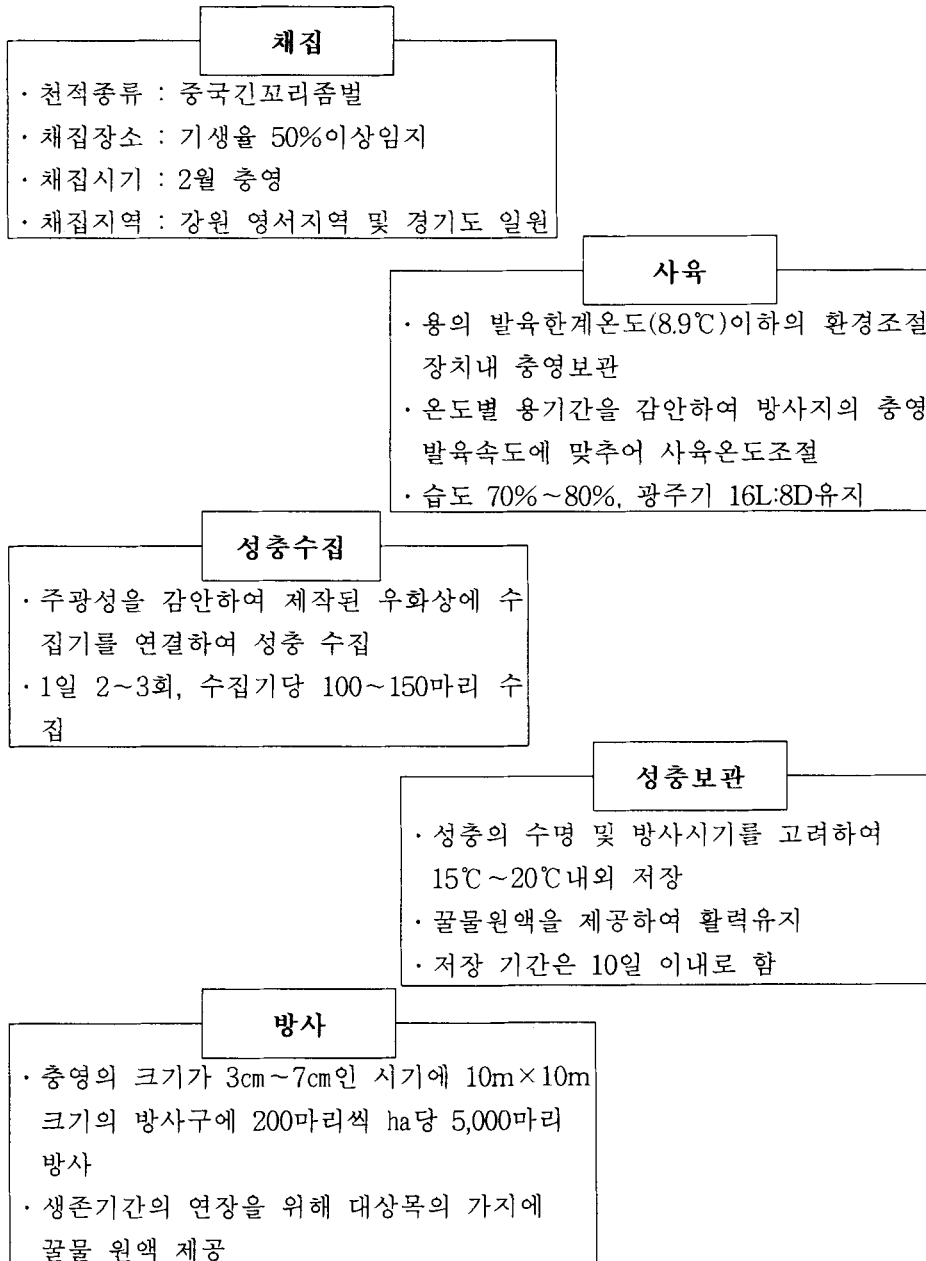 채집
· 천적종류 : 중국긴꼬리좀벌
· 채집장소 : 기생율 50%이상임지
· 채집시기 : 2월 충영
· 채집지역 : 강원 영서지역 및 경기도 일원
사육
· 용의 발육한계온도(8.9℃)이하의 환경조절
장치내 충영보관
· 온도별 용기간을 감안하여 방사지의 충영
발육속도에 맞추어 사육온도조절
· 습도 70%~80%, 광주기 16L:8D유지
성충수집
· 주광성을 감안하여 제작된 우화상에 수
집기를 연결하여 성충 수집
· 1일 2~3회, 수집기당 100~150마리 수
집
성충보관
· 성충의 수명 및 방사시기를 고려하여
15℃~20℃내외 저장
· 꿀물원액을 제공하여 활력유지
· 저장 기간은 10일 이내로 함
방사
· 충영의 크기가 3㎝~7㎝인 시기에 10m×10m
크기의 방사구에 200마리씩 ha당 5,000마리
방사
· 생존기간의 연장을 위해 대상목의 가지에
꿀물 원액 제공